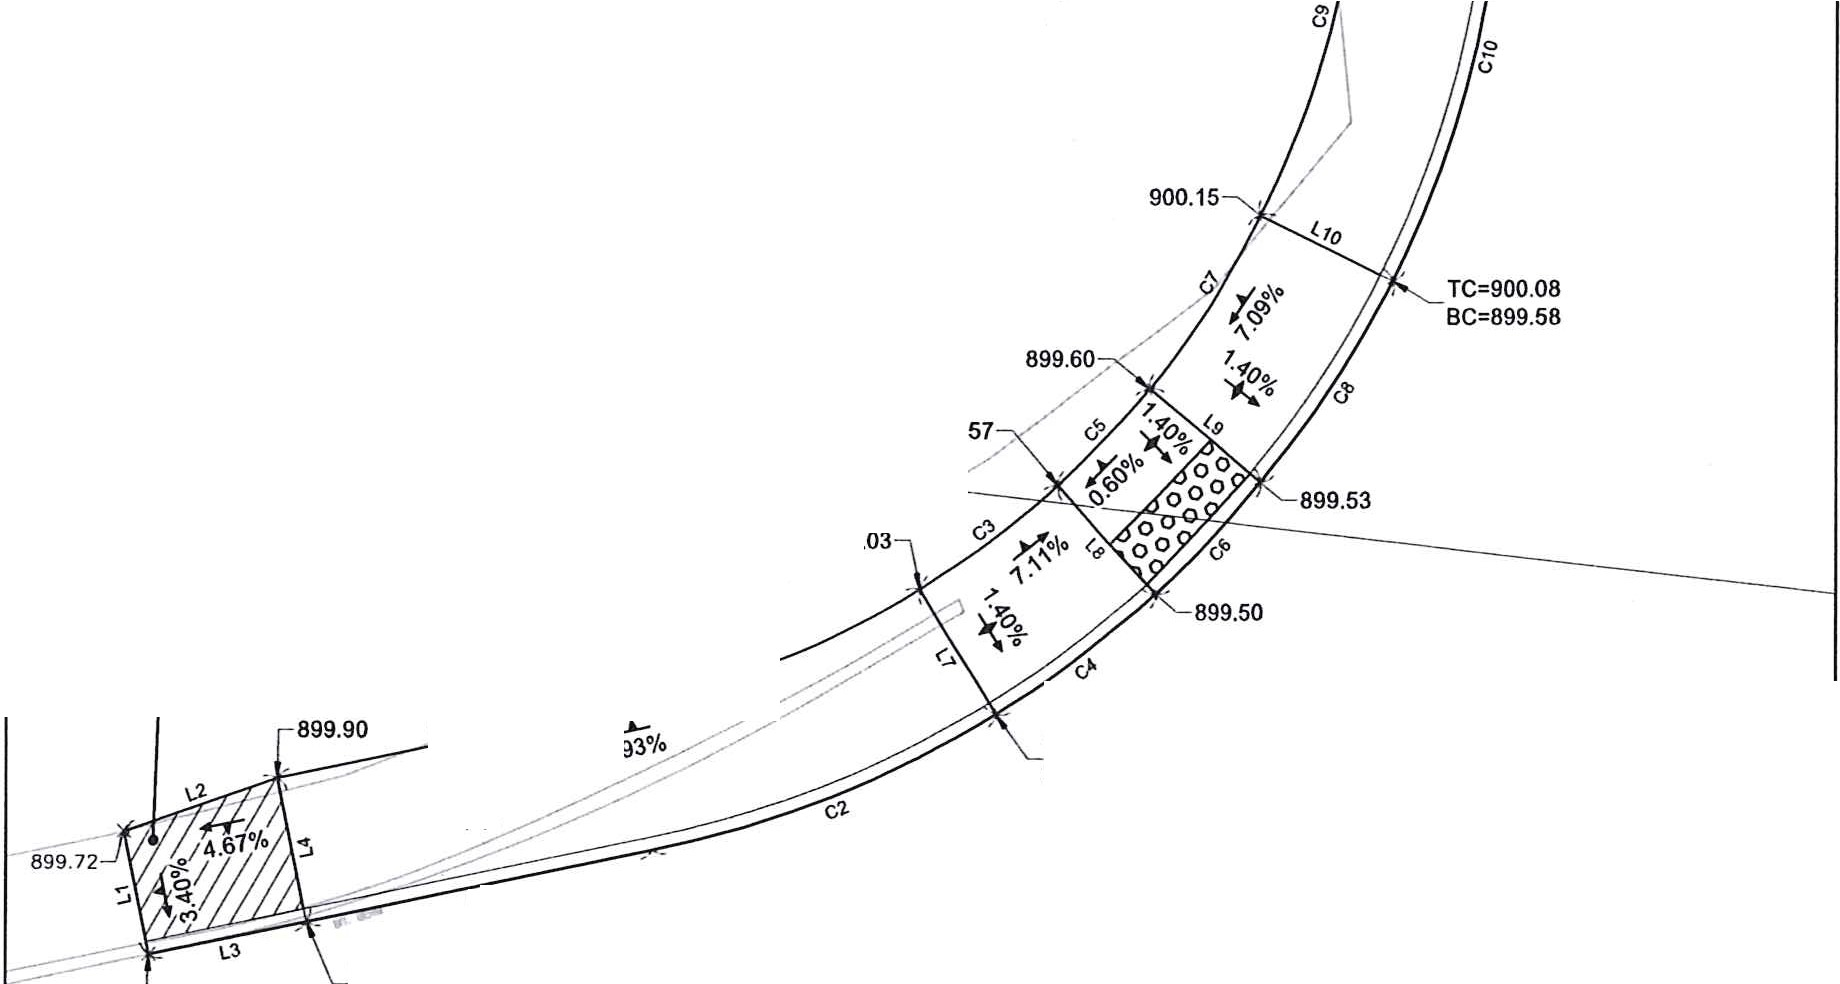 C9
C10
900.15
L10
C7
TC=900.08
BC=899.58
7.09%
899.60
1.40%
C8
57
C5
1.40%
L9
0.60%
899.53
.03
C3
L8
C6
7.11%
1.40%
899.50
L7
C4
899.90
93%
L2
C2
4.67%
L4
899.72
L1
3.40%
L3